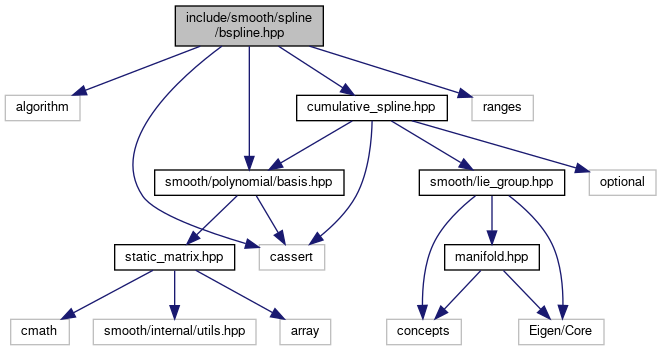 include/smooth/spline
/bspline.hpp
algorithm
cumulative_spline.hpp
ranges
smooth/polynomial/basis.hpp
smooth/lie_group.hpp
optional
static_matrix.hpp
cassert
manifold.hpp
cmath
smooth/internal/utils.hpp
array
concepts
Eigen/Core